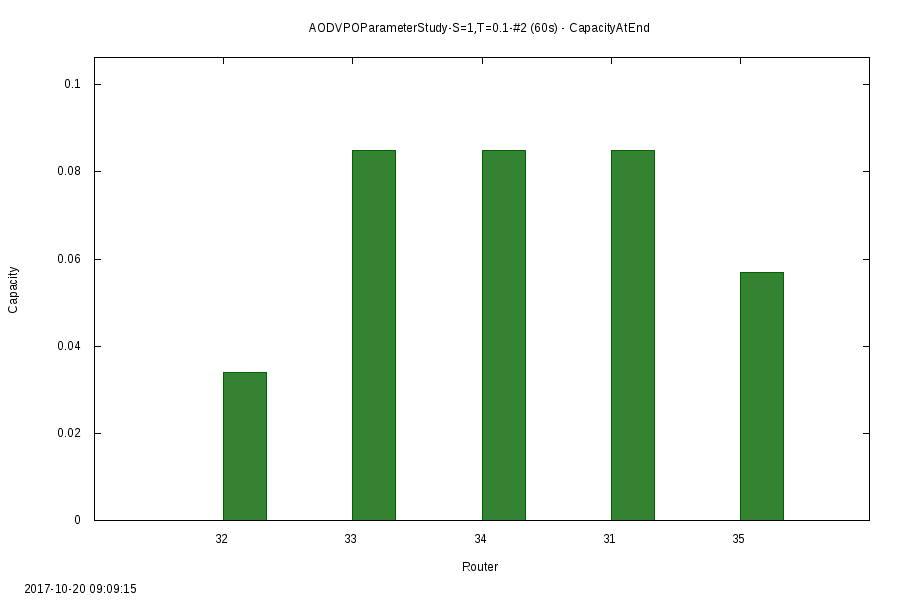 AODVPOParameterStudy-S=1,T=0.1-#2 (60s) - CapacityAtEnd
0.1
0.08
0.06
0.04
0.02
0
Capacity
32 33 34 31 35
Router
2017-10-20 09:09:15